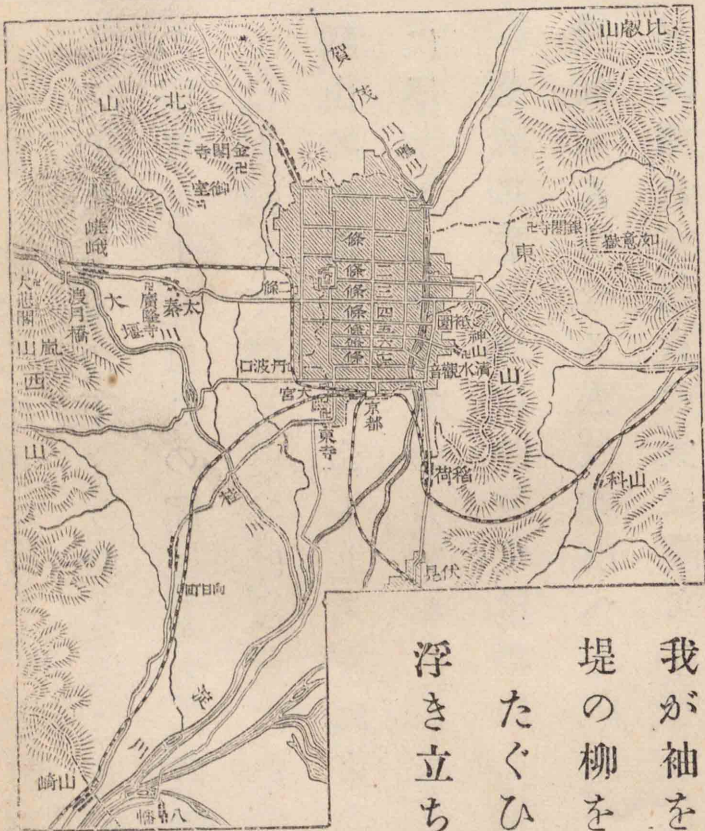 比叡山
賀茂川
鴨川
北山
金閣寺
御室
嵯峨
銀閣寺
如意嶽
東山
一條
二條
三條
四條
五條
六條
七條
二條
太秦
廣隆寺
大堰川
渡月橋
大悲閣
嵐山
西山
丹波口
祇園
清水觀音
大宮
京都
東寺
稻荷
山科
桂川
伏見
向日町
淀川
山崎
八幡
我が袖を
堤の柳を
たぐひ
浮き立ち